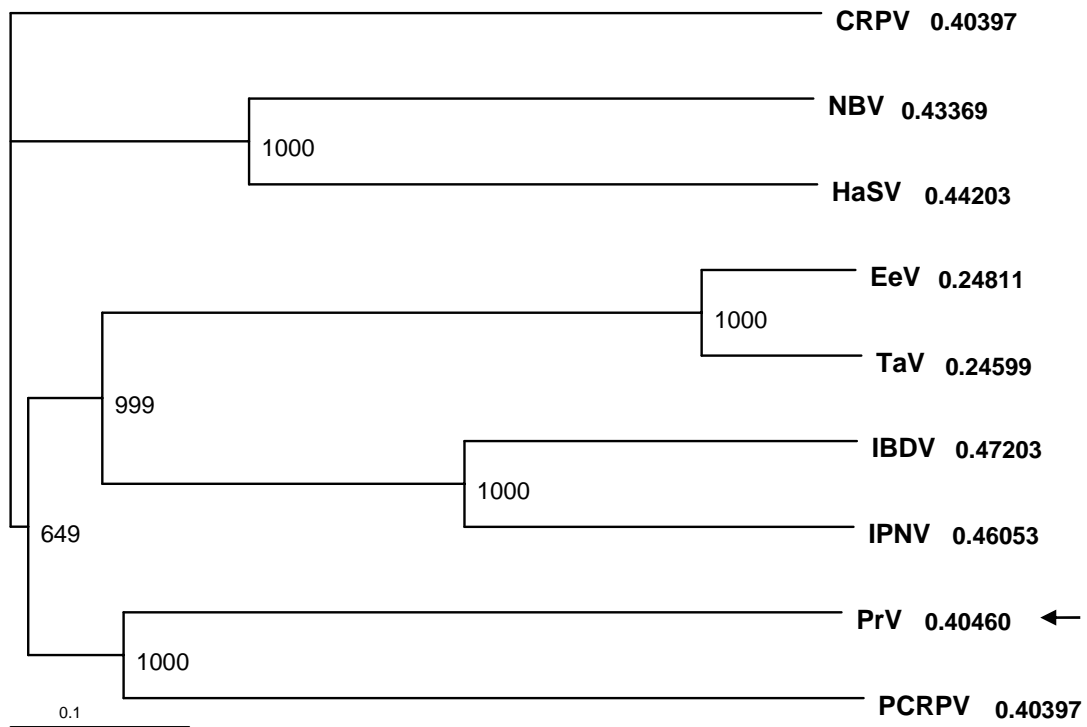 CRPV 0.40397
NBV 0.43369
1000
HaSV 0.44203
EeV 0.24811
1000
TaV 0.24599
999
IBDV 0.47203
1000
IPNV 0.46053
649
PrV 0.40460
1000
PCRPV 0.40397
0.1